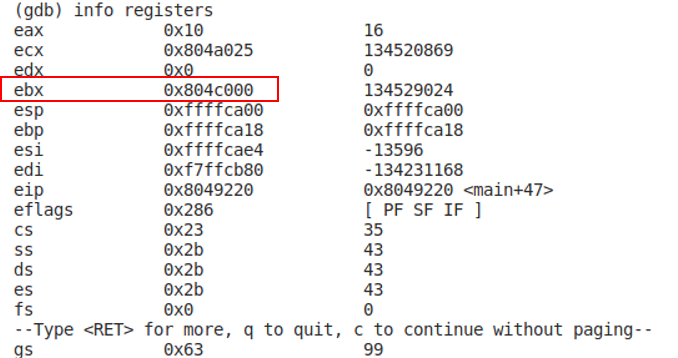 (gdb) info registers
eax 0x10 16
ecx 0x804a025 134520869
edx 0x0 0
ebx 0x804c000 134529024
esp 0xffffca00 0xffffca00
ebp 0xffffca18 0xffffca18
esi 0xffffcae4 -13596
edi 0xf7ffcb80 -134231168
eip 0x8049220 0x8049220 <main+47>
eflags 0x286 [ PF SF IF ]
cs 0x23 35
ss 0x2b 43
ds 0x2b 43
es 0x2b 43
fs 0x0 0
--Type <RET> for more, q to quit, c to continue without paging--
gs 0x63 99